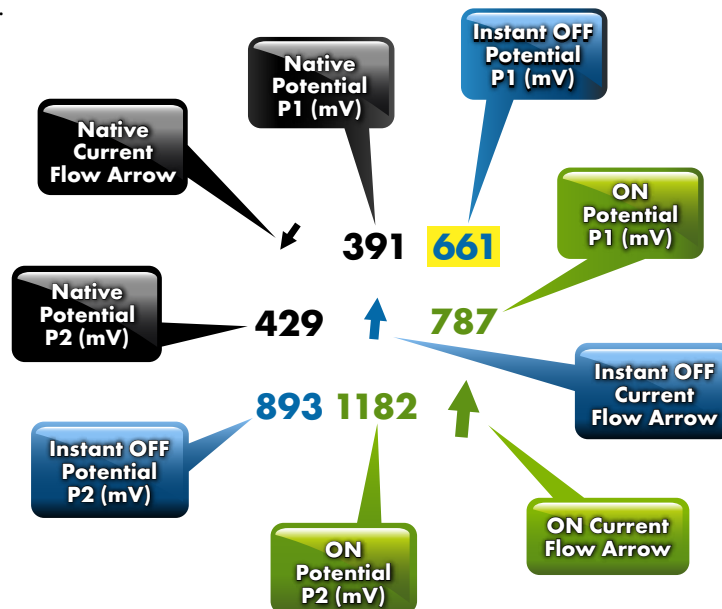 Instant OFF
Potential
P1 (mV)
Native
Potential
P1 (mV)
Native
Current
Flow Arrow
ON
Potential
P1 (mV)
391 661
Native
Potential
P2 (mV)
429 787
Instant OFF
Current
Flow Arrow
893 1182
Instant OFF
Potential
P2 (mV)
ON Current
Flow Arrow
ON
Potential
P2 (mV)